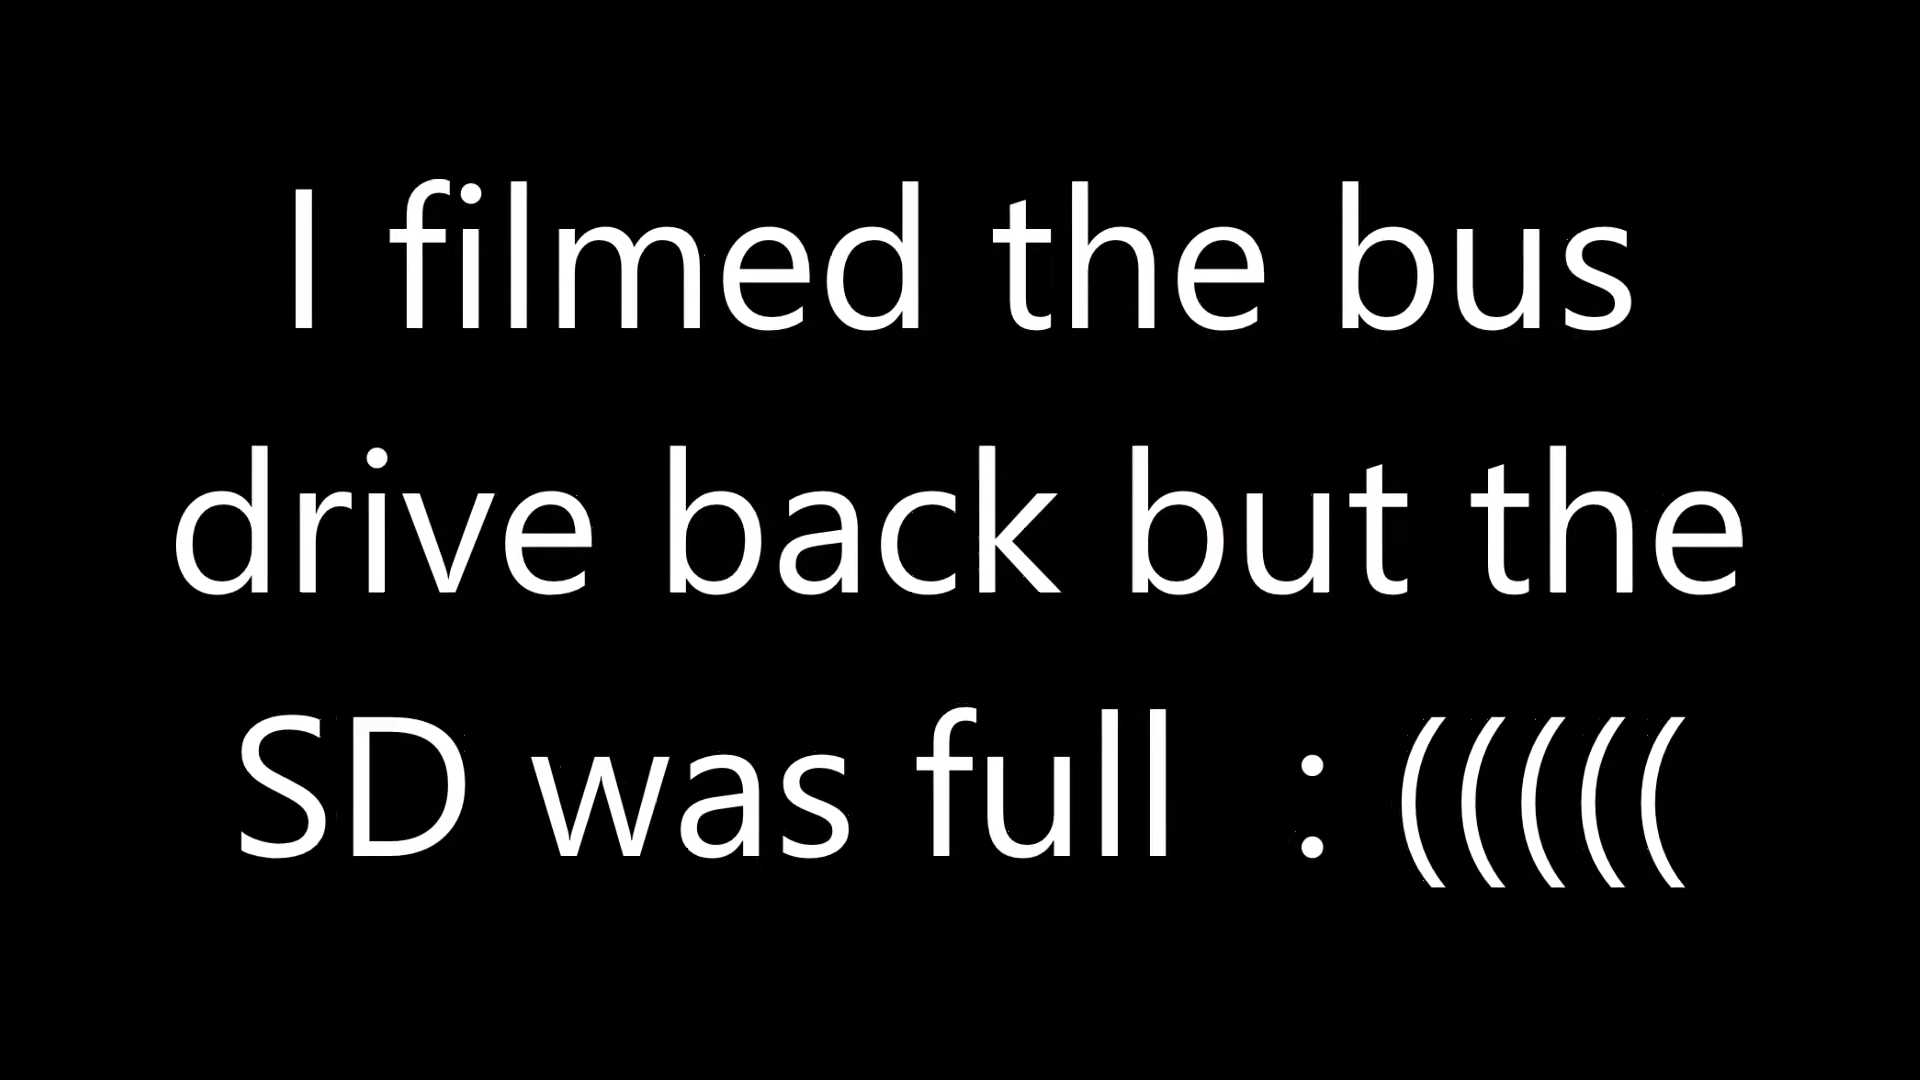 I filmed the bus
drive back but the
SD was full  : (((((